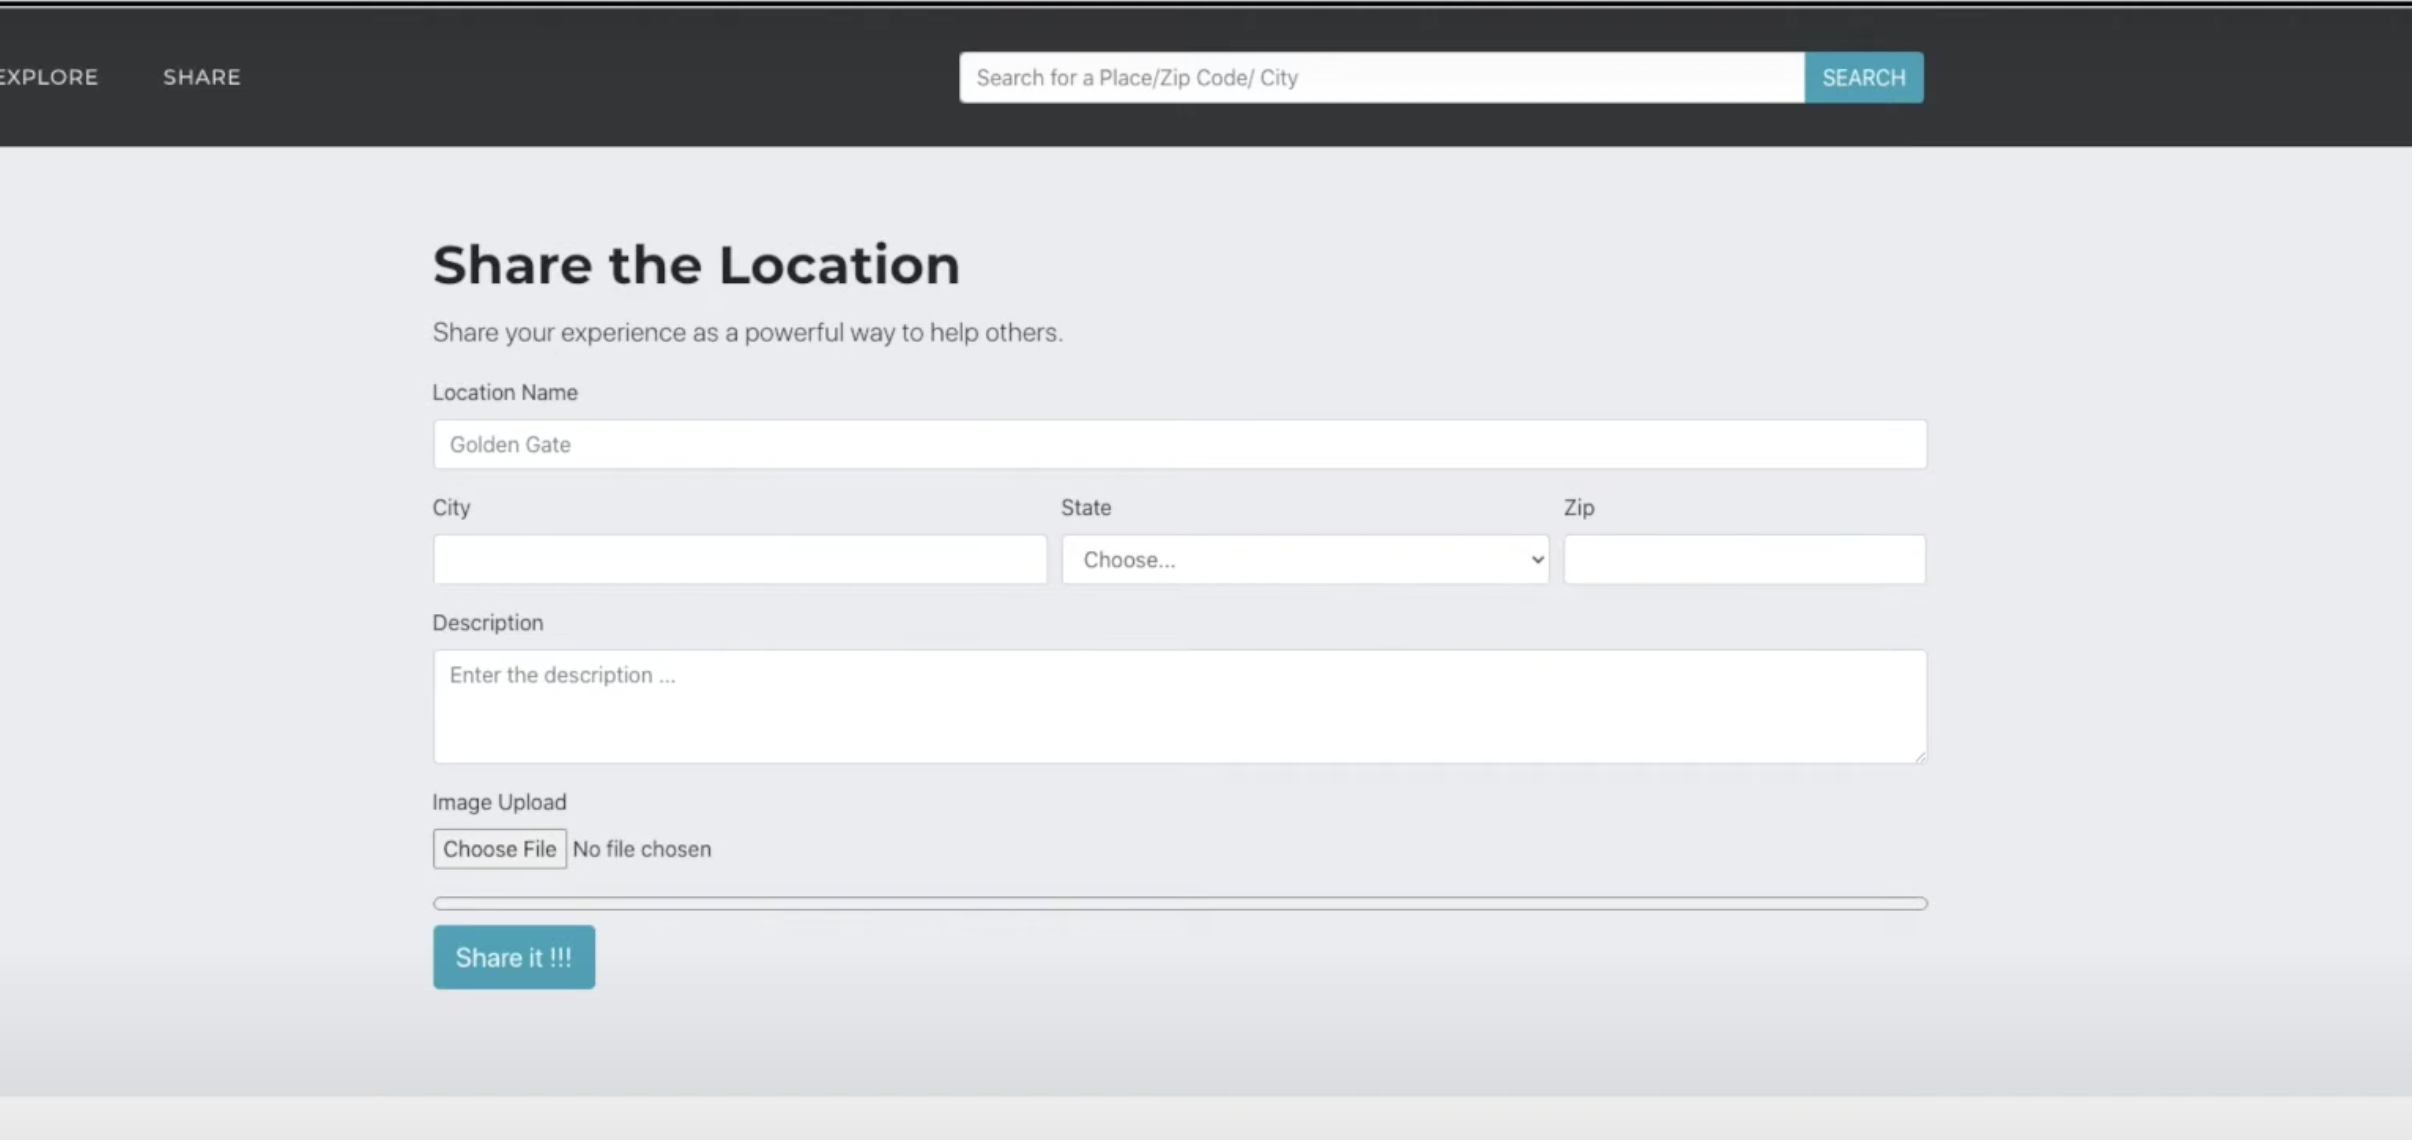 EXPLORE SHARE Search for a Place/Zip Code/ City SEARCH
Share the Location
Share your experience as a powerful way to help others.
Location Name
Golden Gate
City State Zip
Choose...
Description
Enter the description ...
Image Upload
Choose File No file chosen
Share it !!!